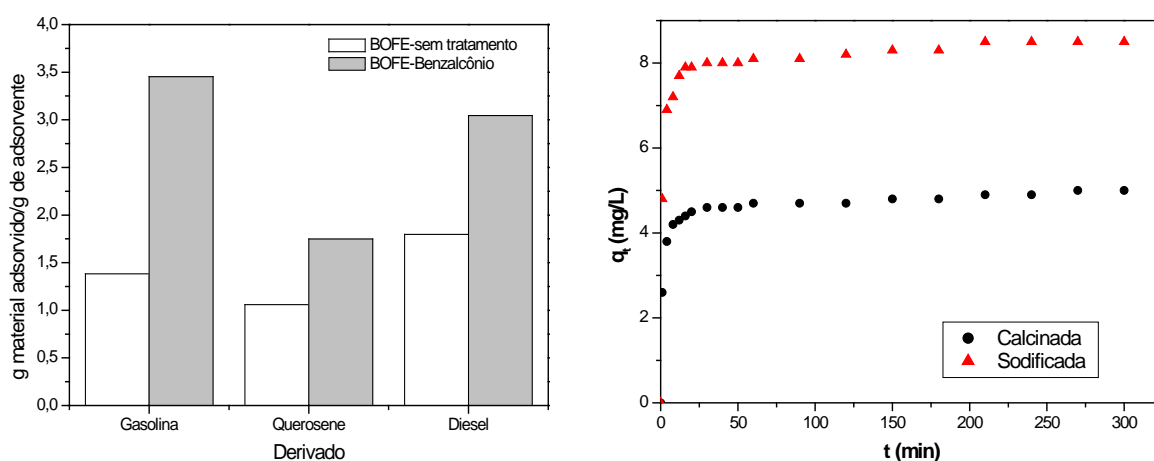 4,0
3,5
3,0
2,5
2,0
1,5
1,0
0,5
0,0
g material adsorvido/g de adsorvente
BOFE-sem tratamento
BOFE-Benzalcônio
Gasolina Querosene Diesel
Derivado
8
6
4
2
0
q_t (mg/L)
Calcinada
Sodificada
0 50 100 150 200 250 300
t (min)